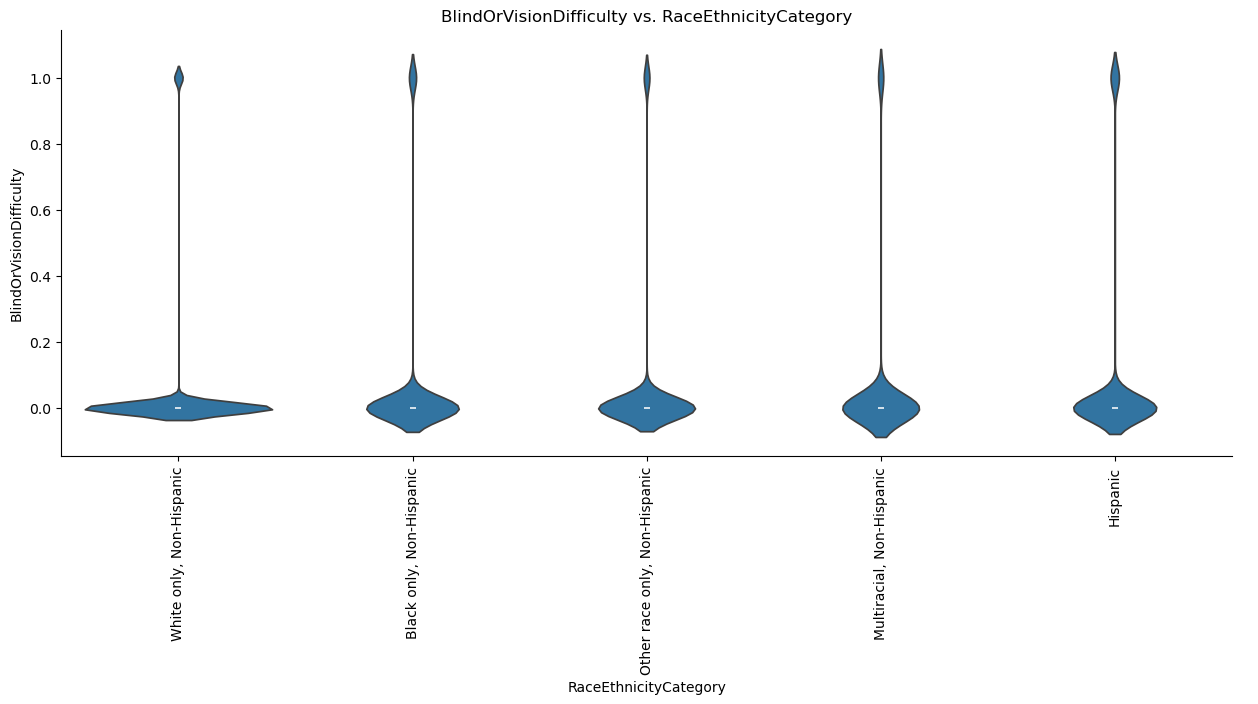 BlindOrVisionDifficulty vs. RaceEthnicityCategory
BlindOrVisionDifficulty
1.0
0.8
0.6
0.4
0.2
0.0
White only, Non-Hispanic
Black only, Non-Hispanic
Other race only, Non-Hispanic
Multiracial, Non-Hispanic
Hispanic
RaceEthnicityCategory